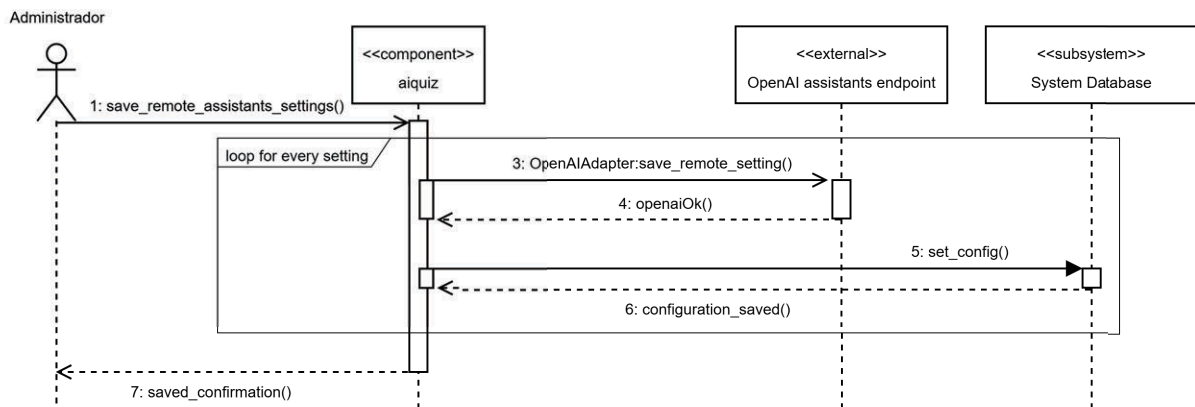 Administrador
<<component>>
aiquiz
<<external>>
OpenAI assistants endpoint
<<subsystem>>
System Database
1: save_remote_assistants_settings()
loop for every setting
3: OpenAIAdapter:save_remote_setting()
4: openaiOk()
5: set_config()
6: configuration_saved()
7: saved_confirmation()